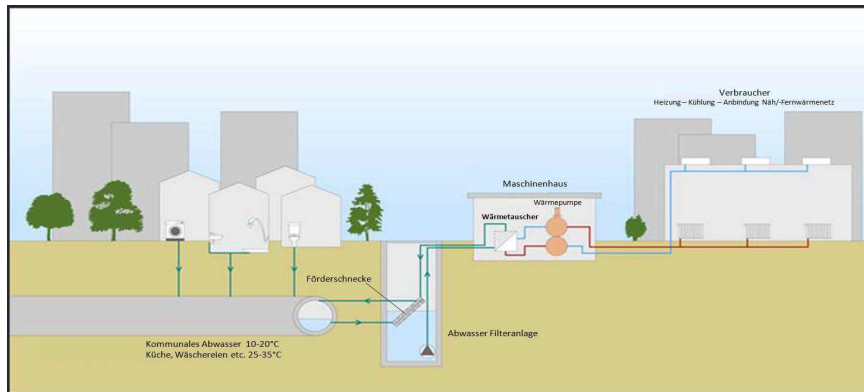 Verbraucher
Heizung – Kühlung – Anbindung Näh/-Fernwärmenetz
Maschinenhaus
Wärmepumpe
Wärmetauscher
Förderschnecke
Abwasser Filteranlage
Kommunales Abwasser 10-20°C
Küche, Wäschereien etc. 25-35°C